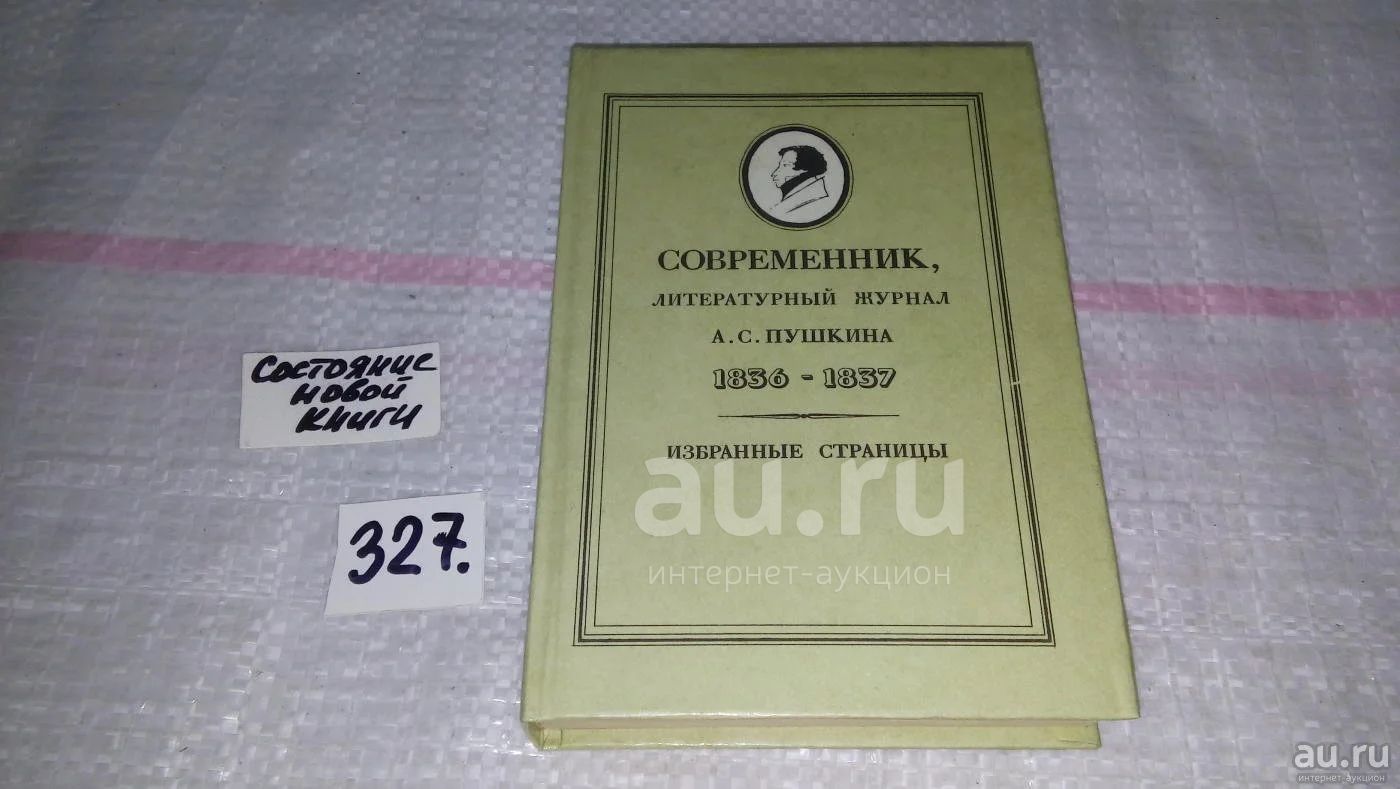 СОВРЕМЕННИК,
ЛИТЕРАТУРНЫЙ ЖУРНАЛ
А.С. ПУШКИНА
1836 - 1837
ИЗБРАННЫЕ СТРАНИЦЫ
Состояние
новой
книги
327.
au.ru
интернет-аукцион
au.ru
интернет-аукцион